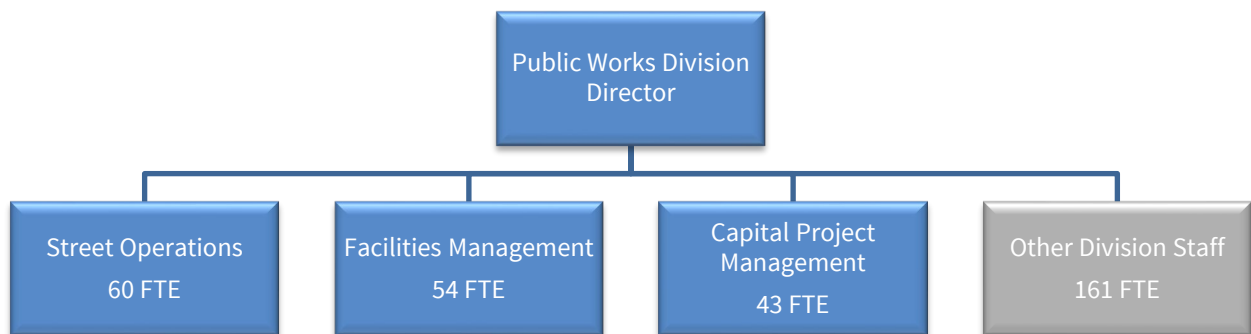 Public Works Division
Director
Street Operations
60 FTE
Facilities Management
54 FTE
Capital Project
Management
43 FTE
Other Division Staff
161 FTE